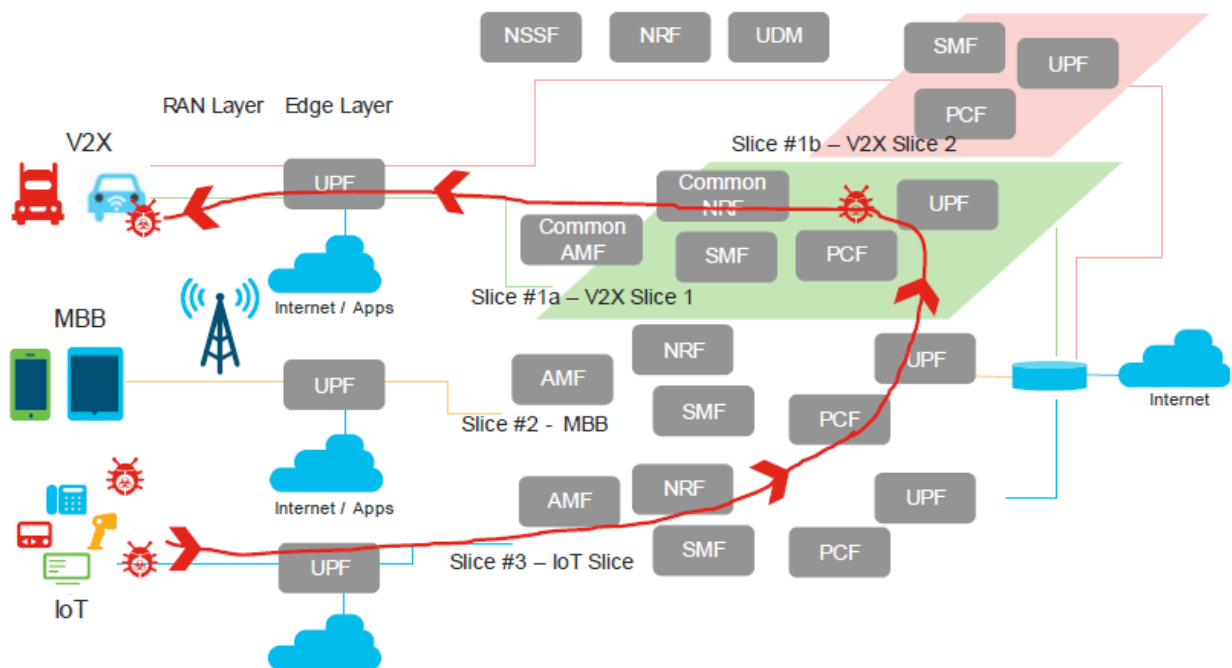 NSSF
NRF
UDM
SMF
UPF
PCF
RAN Layer
Edge Layer
V2X
Slice #1b – V2X Slice 2
UPF
Common
NRF
UPF
Common
AMF
SMF
PCF
Internet / Apps
Slice #1a – V2X Slice 1
MBB
NRF
UPF
AMF
UPF
SMF
PCF
Internet
Slice #2 - MBB
Internet / Apps
AMF
NRF
UPF
Slice #3 – IoT Slice
SMF
PCF
UPF
IoT